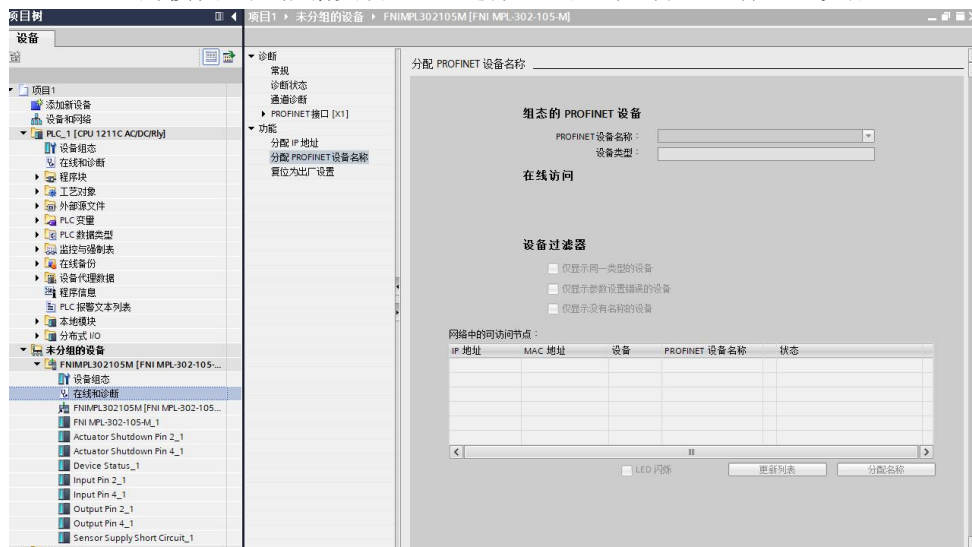 项目树
项目1 ▸ 未分组的设备 ▸ FNIMPL302105M [FNI MPL-302-105-M]
设备
项目1
添加新设备
设备和网络
PLC_1 [CPU 1211C AC/DC/Rly]
设备组态
在线和诊断
程序块
工艺对象
外部源文件
PLC 变量
PLC 数据类型
监控与强制表
在线备份
设备代理数据
程序信息
PLC 报警文本列表
本地模块
分布式 I/O
未分组的设备
FNIMPL302105M [FNI MPL-302-105-...
设备组态
在线和诊断
FNIMPL302105M [FNI MPL-302-105...
FNI MPL-302-105-M_1
Actuator Shutdown Pin 2_1
Actuator Shutdown Pin 4_1
Device Status_1
Input Pin 2_1
Input Pin 4_1
Output Pin 2_1
Output Pin 4_1
Sensor Supply Short Circuit_1
诊断
常规
诊断状态
通道诊断
PROFINET 接口 [X1]
功能
分配 IP 地址
分配 PROFINET 设备名称
复位为出厂设置
分配 PROFINET 设备名称
组态的 PROFINET 设备
PROFINET 设备名称：
设备类型：
在线访问
设备过滤器
仅显示同一类型的设备
仅显示参数设置错误的设备
仅显示没有名称的设备
网络中的可访问节点：
IP 地址 MAC 地址 设备 PROFINET 设备名称 状态
LED 闪烁 更新列表 分配名称